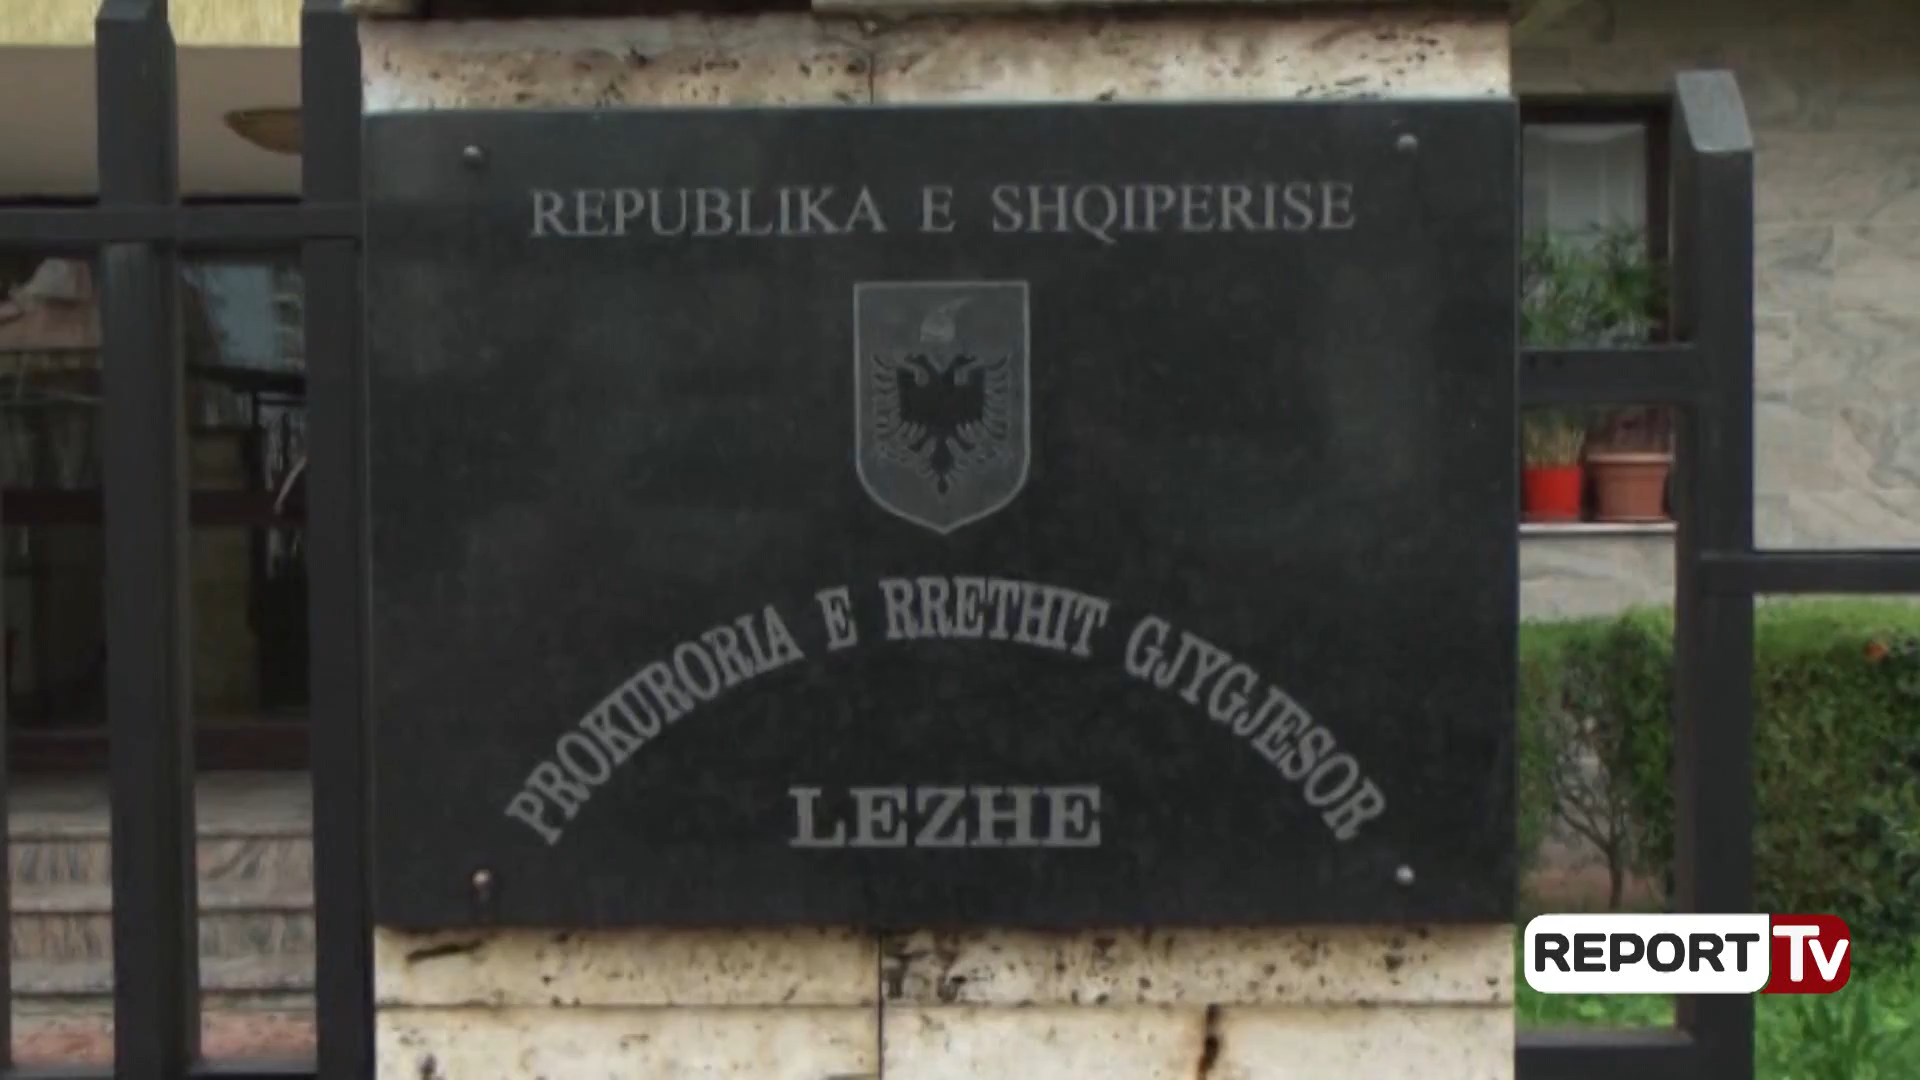 REPUBLIKA E SHQIPERISE
PROKURORIA E RRETHIT GJYGJESOR
LEZHE
REPORT Tv